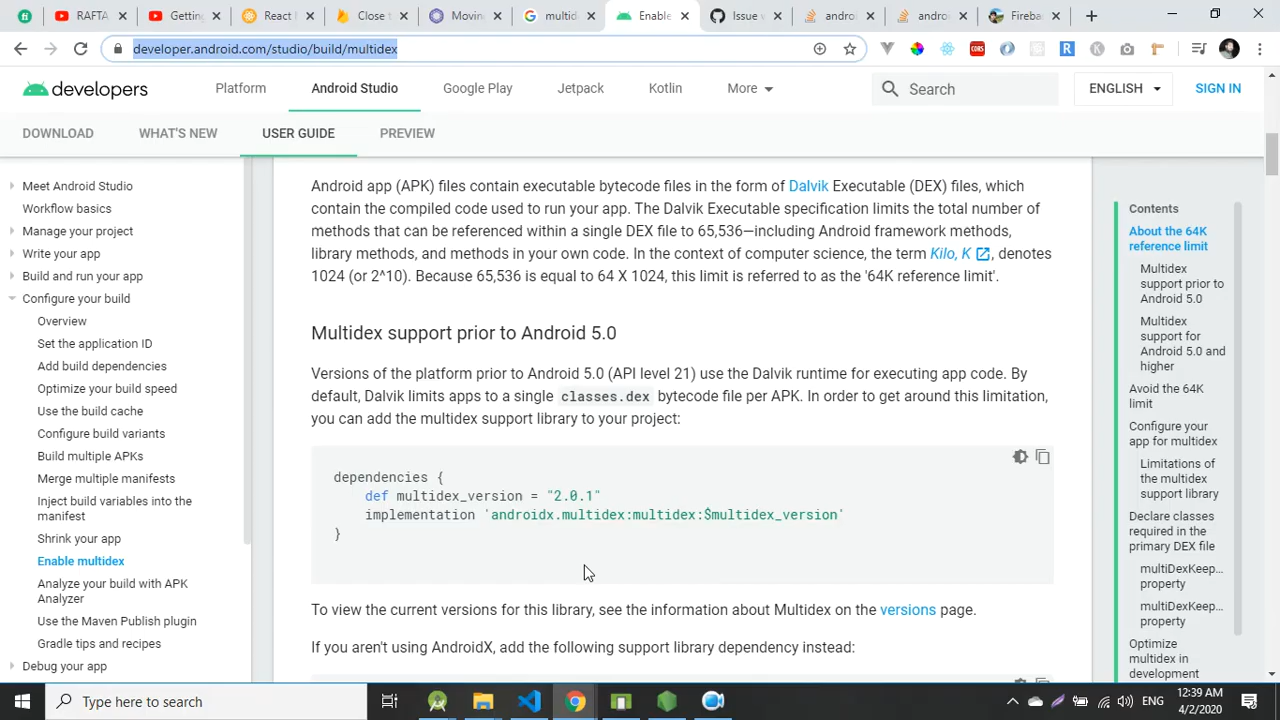 RAFTA
Getting
React H
Close t
Movin
multid
Enable
Issue
andro
andro
Fireba
developer.android.com/studio/build/multidex
CORS
R
K
developers
Platform
Android Studio
Google Play
Jetpack
Kotlin
More
Search
ENGLISH
SIGN IN
DOWNLOAD
WHAT'S NEW
USER GUIDE
PREVIEW
Meet Android Studio
Workflow basics
Manage your project
Write your app
Build and run your app
Configure your build
Overview
Set the application ID
Add build dependencies
Optimize your build speed
Use the build cache
Configure build variants
Build multiple APKs
Merge multiple manifests
Inject build variables into the
manifest
Shrink your app
Enable multidex
Analyze your build with APK
Analyzer
Use the Maven Publish plugin
Gradle tips and recipes
Debug your app
Android app (APK) files contain executable bytecode files in the form of Dalvik Executable (DEX) files, which
contain the compiled code used to run your app. The Dalvik Executable specification limits the total number of
methods that can be referenced within a single DEX file to 65,536—including Android framework methods,
library methods, and methods in your own code. In the context of computer science, the term Kilo, K, denotes
1024 (or 2^10). Because 65,536 is equal to 64 X 1024, this limit is referred to as the '64K reference limit'.
Multidex support prior to Android 5.0
Versions of the platform prior to Android 5.0 (API level 21) use the Dalvik runtime for executing app code. By
default, Dalvik limits apps to a single classes.dex bytecode file per APK. In order to get around this limitation,
you can add the multidex support library to your project:
dependencies {
def multidex_version = "2.0.1"
implementation 'androidx.multidex:multidex:$multidex_version'
}
To view the current versions for this library, see the information about Multidex on the versions page.
If you aren't using AndroidX, add the following support library dependency instead:
Contents
About the 64K
reference limit
Multidex
support prior to
Android 5.0
Multidex
support for
Android 5.0 and
higher
Avoid the 64K
limit
Configure your
app for multidex
Limitations of
the multidex
support library
Declare classes
required in the
primary DEX file
multiDexKeep...
property
multiDexKeep...
property
Optimize
multidex in
development
Type here to search
ENG
12:39 AM
4/2/2020